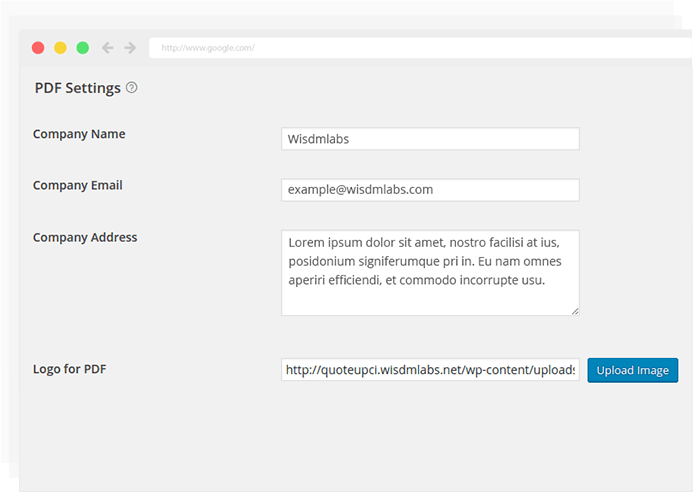 http://www.google.com/
PDF Settings
Company Name
Wisdmlabs
Company Email
example@wisdmlabs.com
Company Address
Lorem ipsum dolor sit amet, nostro facilisi at ius,
posidonium signiferumque pri in. Eu nam omnes
aperiri efficiendi, et commodo incorrupte usu.
Logo for PDF
http://quoteupci.wisdmlabs.net/wp-content/uploads
Upload Image